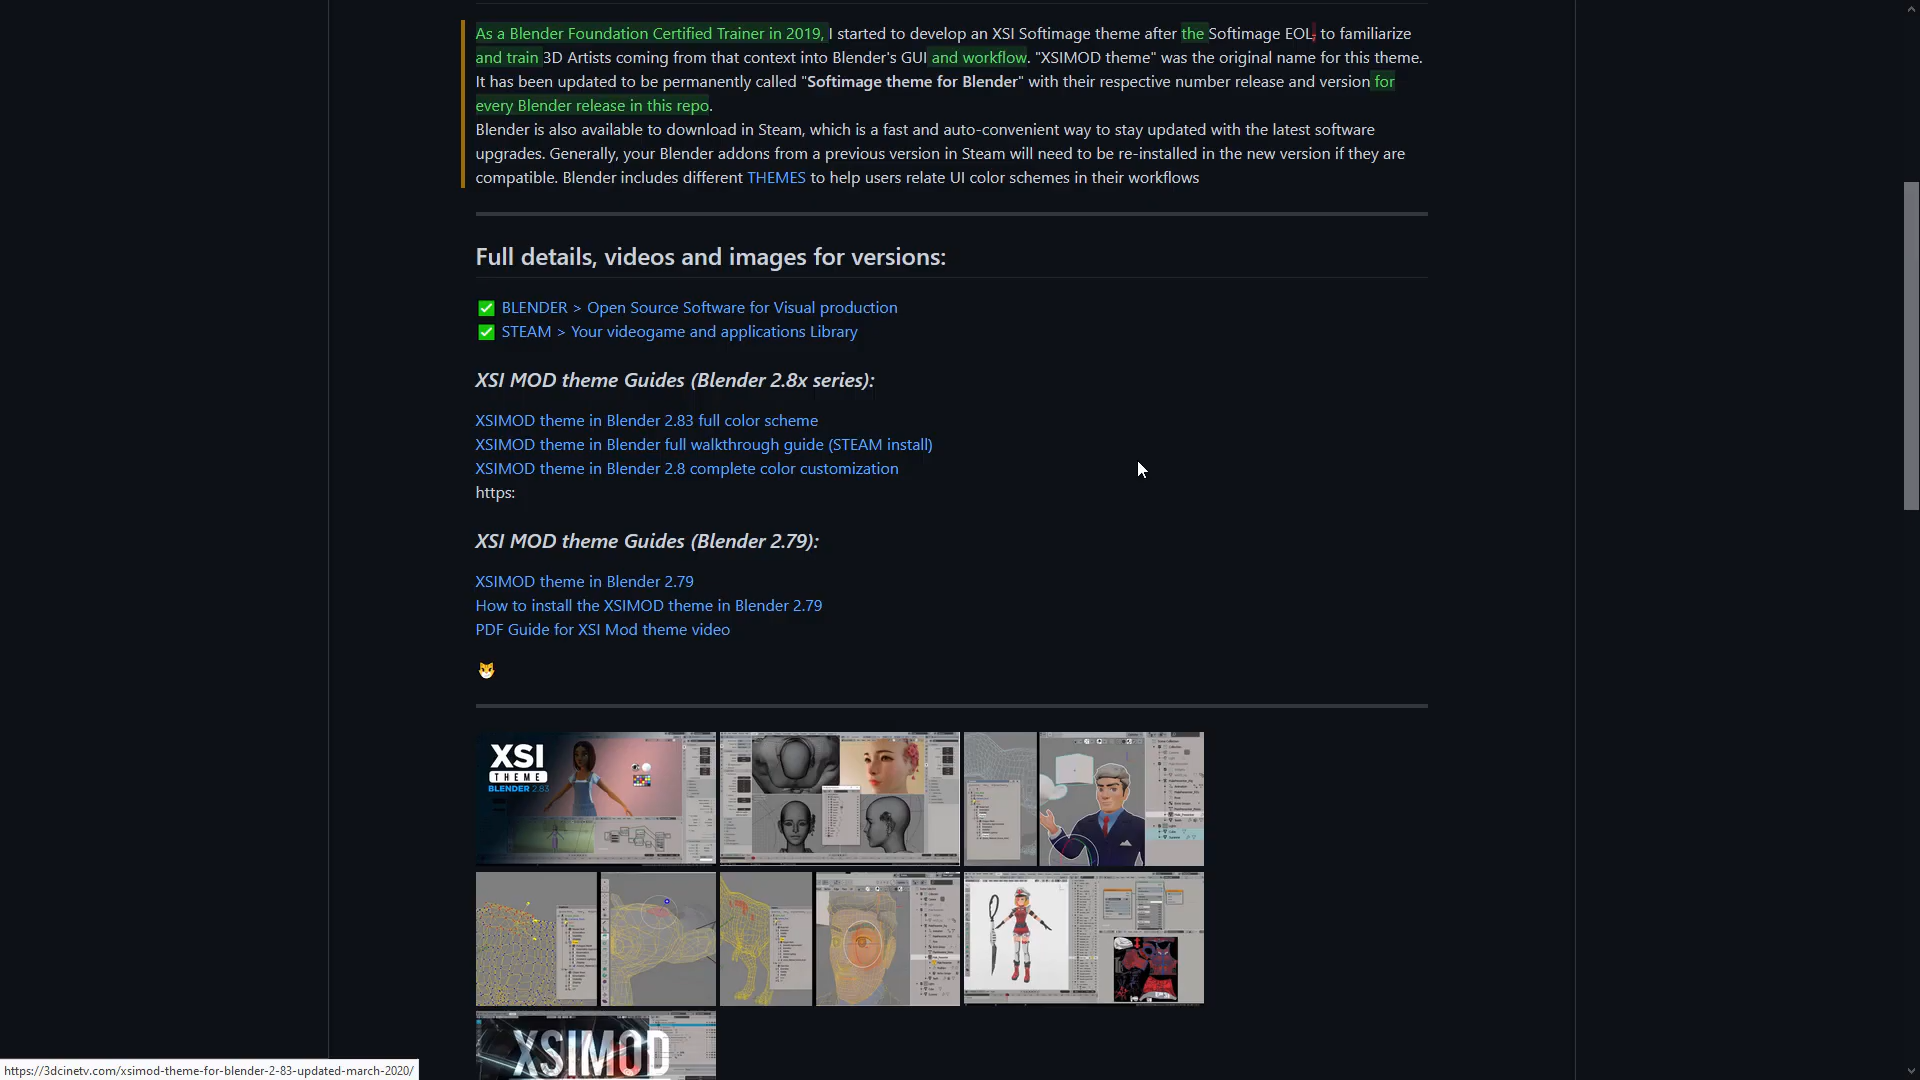 As a Blender Foundation Certified Trainer in 2019, I started to develop an XSI Softimage theme after the Softimage EOL, to familiarize
and train 3D Artists coming from that context into Blender's GUI and workflow. "XSIMOD theme" was the original name for this theme.
It has been updated to be permanently called "Softimage theme for Blender" with their respective number release and version for
every Blender release in this repo.
Blender is also available to download in Steam, which is a fast and auto-convenient way to stay updated with the latest software
upgrades. Generally, your Blender addons from a previous version in Steam will need to be re-installed in the new version if they are
compatible. Blender includes different THEMES to help users relate UI color schemes in their workflows
Full details, videos and images for versions:
✅ BLENDER > Open Source Software for Visual production
✅ STEAM > Your videogame and applications Library
XSI MOD theme Guides (Blender 2.8x series):
XSIMOD theme in Blender 2.83 full color scheme
XSIMOD theme in Blender full walkthrough guide (STEAM install)
XSIMOD theme in Blender 2.8 complete color customization
https:
XSI MOD theme Guides (Blender 2.79):
XSIMOD theme in Blender 2.79
How to install the XSIMOD theme in Blender 2.79
PDF Guide for XSI Mod theme video
XSI
THEME
BLENDER 2.83
XSIMOD
https://3dcinetv.com/xsimod-theme-for-blender-2-83-updated-march-2020/